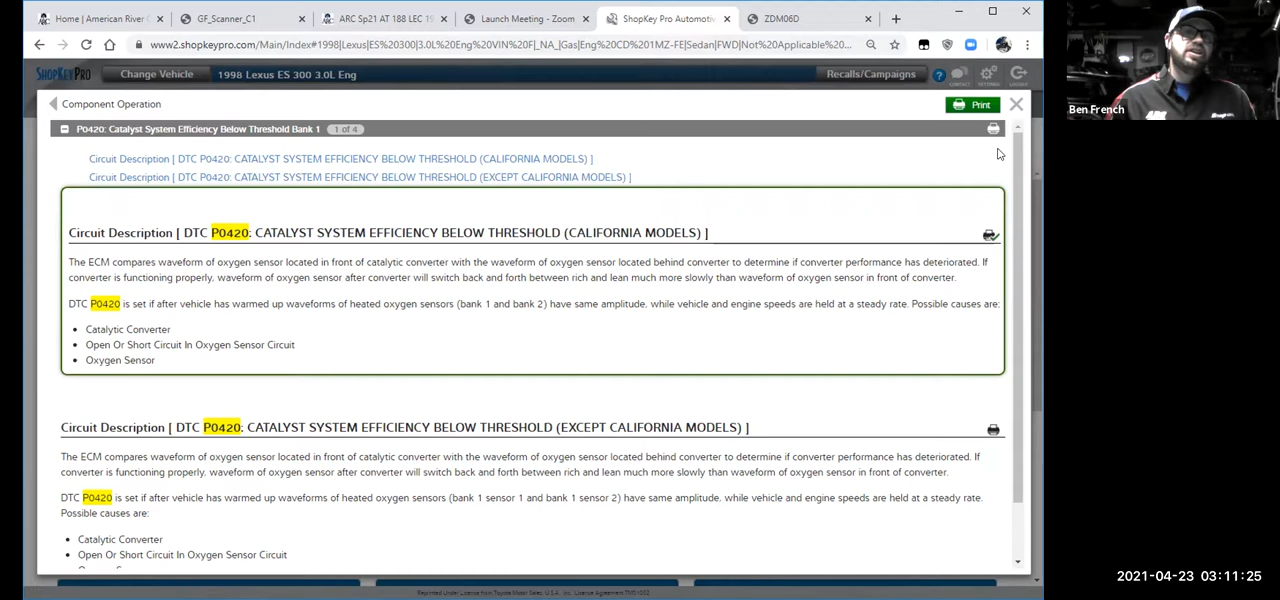 Home | American River C
GF_Scanner_C1
ARC Sp21 AT 188 LEC 19
Launch Meeting - Zoom
ShopKey Pro Automotiv
ZDM06D
www2.shopkeypro.com/Main/Index#1998|Lexus|ES%20300|3.0L%20Eng%20VIN%20F|_NA_|Gas|Eng%20CD%201MZ-FE|Sedan|FWD|Not%20Applicable%20...
SHOPKEYPRO
Change Vehicle
1998 Lexus ES 300 3.0L Eng
Recalls/Campaigns
Component Operation
Print
P0420: Catalyst System Efficiency Below Threshold Bank 1
1 of 4
Circuit Description [ DTC P0420: CATALYST SYSTEM EFFICIENCY BELOW THRESHOLD (CALIFORNIA MODELS) ]
Circuit Description [ DTC P0420: CATALYST SYSTEM EFFICIENCY BELOW THRESHOLD (EXCEPT CALIFORNIA MODELS) ]
Circuit Description [ DTC P0420: CATALYST SYSTEM EFFICIENCY BELOW THRESHOLD (CALIFORNIA MODELS) ]
The ECM compares waveform of oxygen sensor located in front of catalytic converter with the waveform of oxygen sensor located behind converter to determine if converter performance has deteriorated. If
converter is functioning properly, waveform of oxygen sensor after converter will switch back and forth between rich and lean much more slowly than waveform of oxygen sensor in front of converter.
DTC P0420 is set if after vehicle has warmed up waveforms of heated oxygen sensors (bank 1 and bank 2) have same amplitude, while vehicle and engine speeds are held at a steady rate. Possible causes are:
Catalytic Converter
Open Or Short Circuit In Oxygen Sensor Circuit
Oxygen Sensor
Circuit Description [ DTC P0420: CATALYST SYSTEM EFFICIENCY BELOW THRESHOLD (EXCEPT CALIFORNIA MODELS) ]
The ECM compares waveform of oxygen sensor located in front of catalytic converter with the waveform of oxygen sensor located behind converter to determine if converter performance has deteriorated. If
converter is functioning properly, waveform of oxygen sensor after converter will switch back and forth between rich and lean much more slowly than waveform of oxygen sensor in front of converter.
DTC P0420 is set if after vehicle has warmed up waveforms of heated oxygen sensors (bank 1 sensor 1 and bank 1 sensor 2) have same amplitude, while vehicle and engine speeds are held at a steady rate.
Possible causes are:
Catalytic Converter
Open Or Short Circuit In Oxygen Sensor Circuit
Ben French
2021-04-23 03:11:25